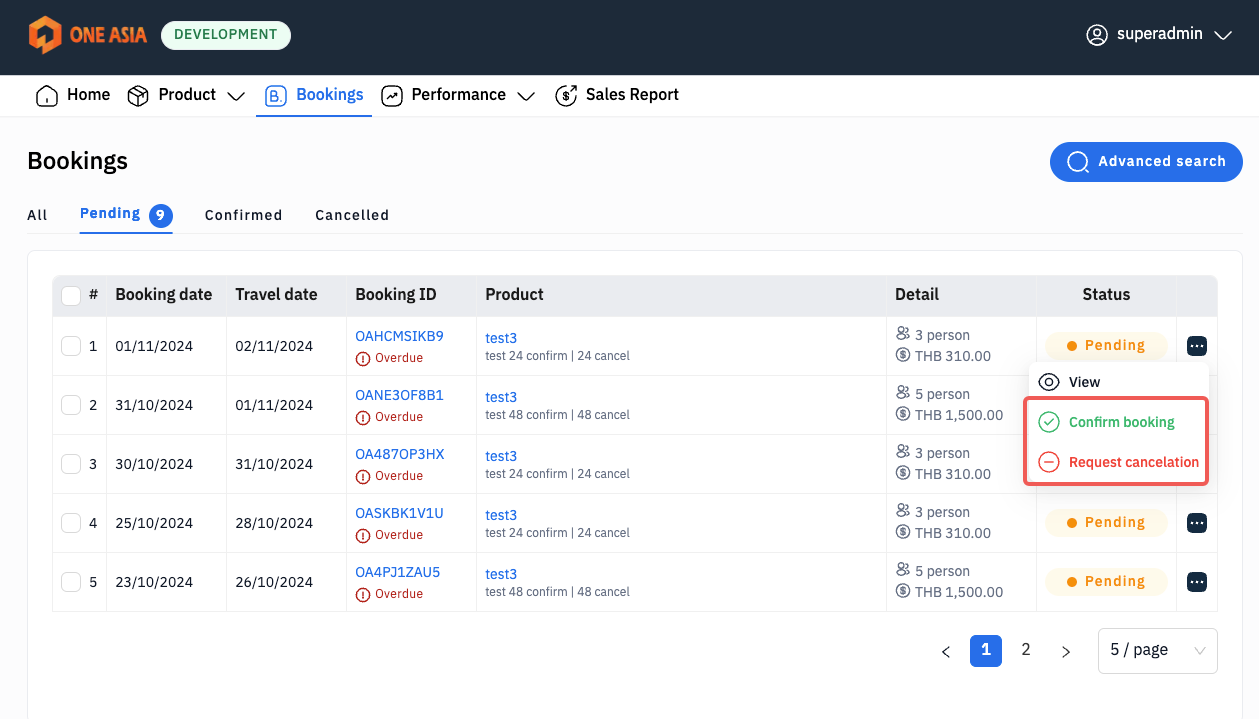 ONE ASIA DEVELOPMENT superadmin
Home Product Bookings Performance Sales Report
Bookings Advanced search
All Pending 9 Confirmed Cancelled
# Booking date Travel date Booking ID Product Detail Status
1 01/11/2024 02/11/2024 OAHCMSIKB9 test3 3 person Pending
Overdue test 24 confirm | 24 cancel THB 310.00
View
2 31/10/2024 01/11/2024 OANE3OF8B1 test3 5 person
Overdue test 48 confirm | 48 cancel THB 1,500.00
Confirm booking
3 30/10/2024 31/10/2024 OA487OP3HX test3 3 person
Overdue test 24 confirm | 24 cancel THB 310.00
Request cancelation
4 25/10/2024 28/10/2024 OASKBK1V1U test3 3 person Pending
Overdue test 24 confirm | 24 cancel THB 310.00
5 23/10/2024 26/10/2024 OA4PJ1ZAU5 test3 5 person Pending
Overdue test 48 confirm | 48 cancel THB 1,500.00
< 1 2 > 5 / page